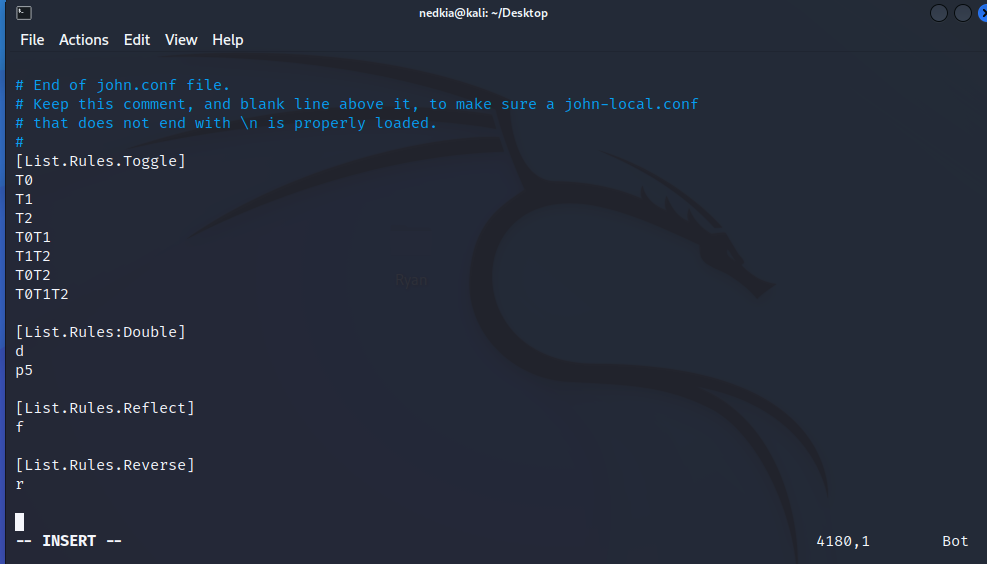 nedkia@kali: ~/Desktop
File Actions Edit View Help
# End of john.conf file.
# Keep this comment, and blank line above it, to make sure a john-local.conf
# that does not end with \n is properly loaded.
#
[List.Rules.Toggle]
T0
T1
T2
T0T1
T1T2
T0T2
T0T1T2
[List.Rules:Double]
d
p5
[List.Rules.Reflect]
f
[List.Rules.Reverse]
r
Ryan
-- INSERT -- 4180,1 Bot